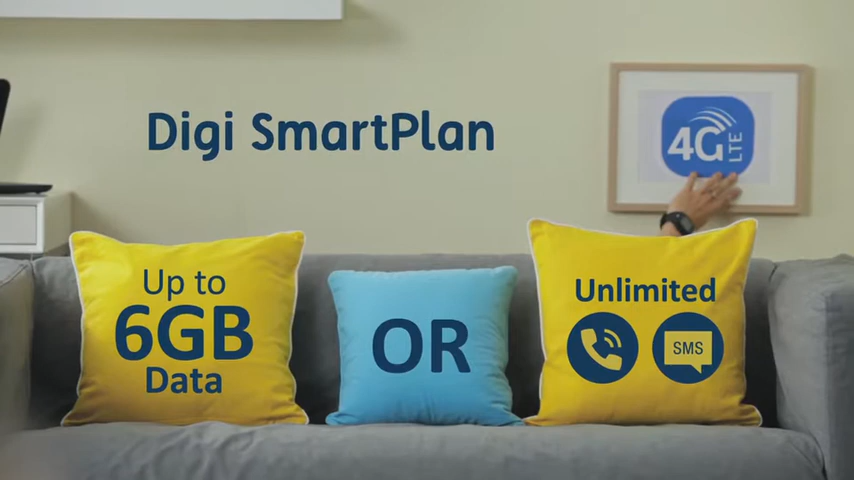 Digi SmartPlan
4G LTE
Up to
6GB
Data
OR
Unlimited
SMS